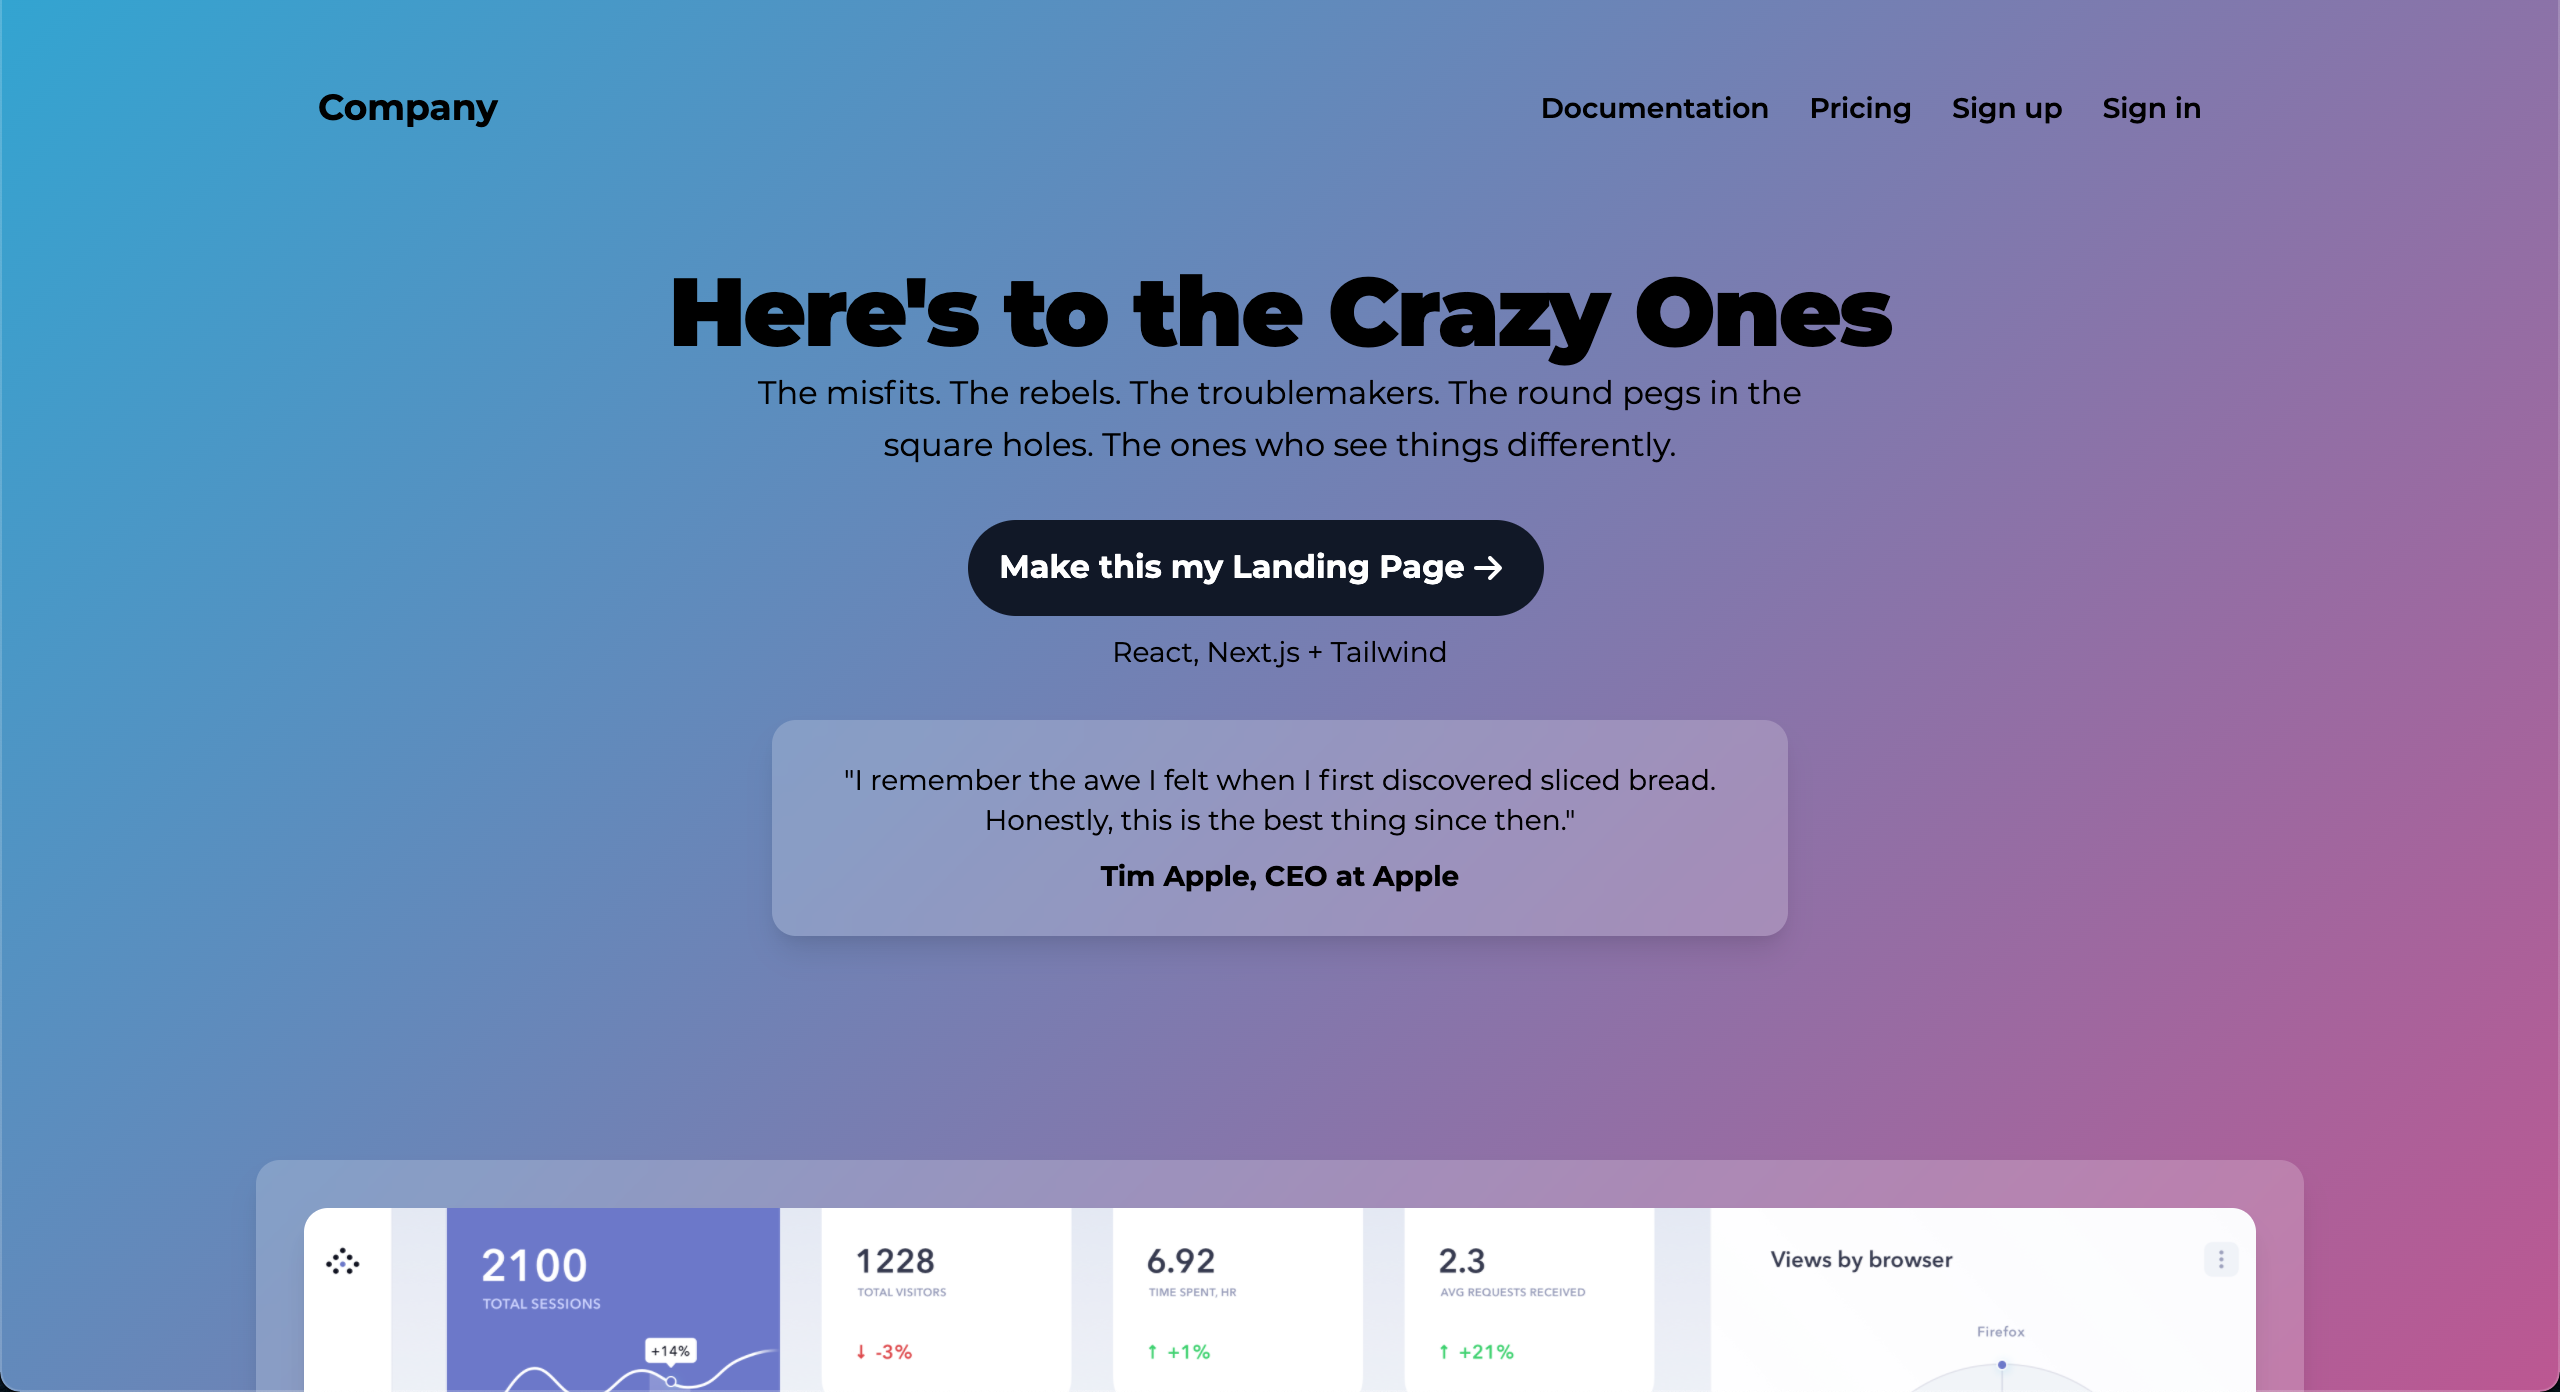 Company
Documentation Pricing Sign up Sign in
Here's to the Crazy Ones
The misfits. The rebels. The troublemakers. The round pegs in the
square holes. The ones who see things differently.
Make this my Landing Page →
React, Next.js + Tailwind
"I remember the awe I felt when I first discovered sliced bread.
Honestly, this is the best thing since then."
Tim Apple, CEO at Apple
2100
TOTAL SESSIONS
+14%
1228
TOTAL VISITORS
↓ -3%
6.92
TIME SPENT, HR
↑ +1%
2.3
AVG REQUESTS RECEIVED
↑ +21%
Views by browser
Firefox